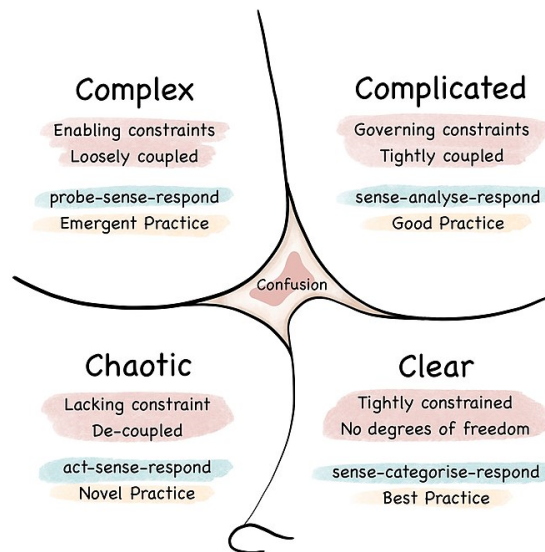 Complex
Enabling constraints
Loosely coupled
probe-sense-respond
Emergent Practice
Complicated
Governing constraints
Tightly coupled
sense-analyse-respond
Good Practice
Confusion
Chaotic
Lacking constraint
De-coupled
act-sense-respond
Novel Practice
Clear
Tightly constrained
No degrees of freedom
sense-categorise-respond
Best Practice